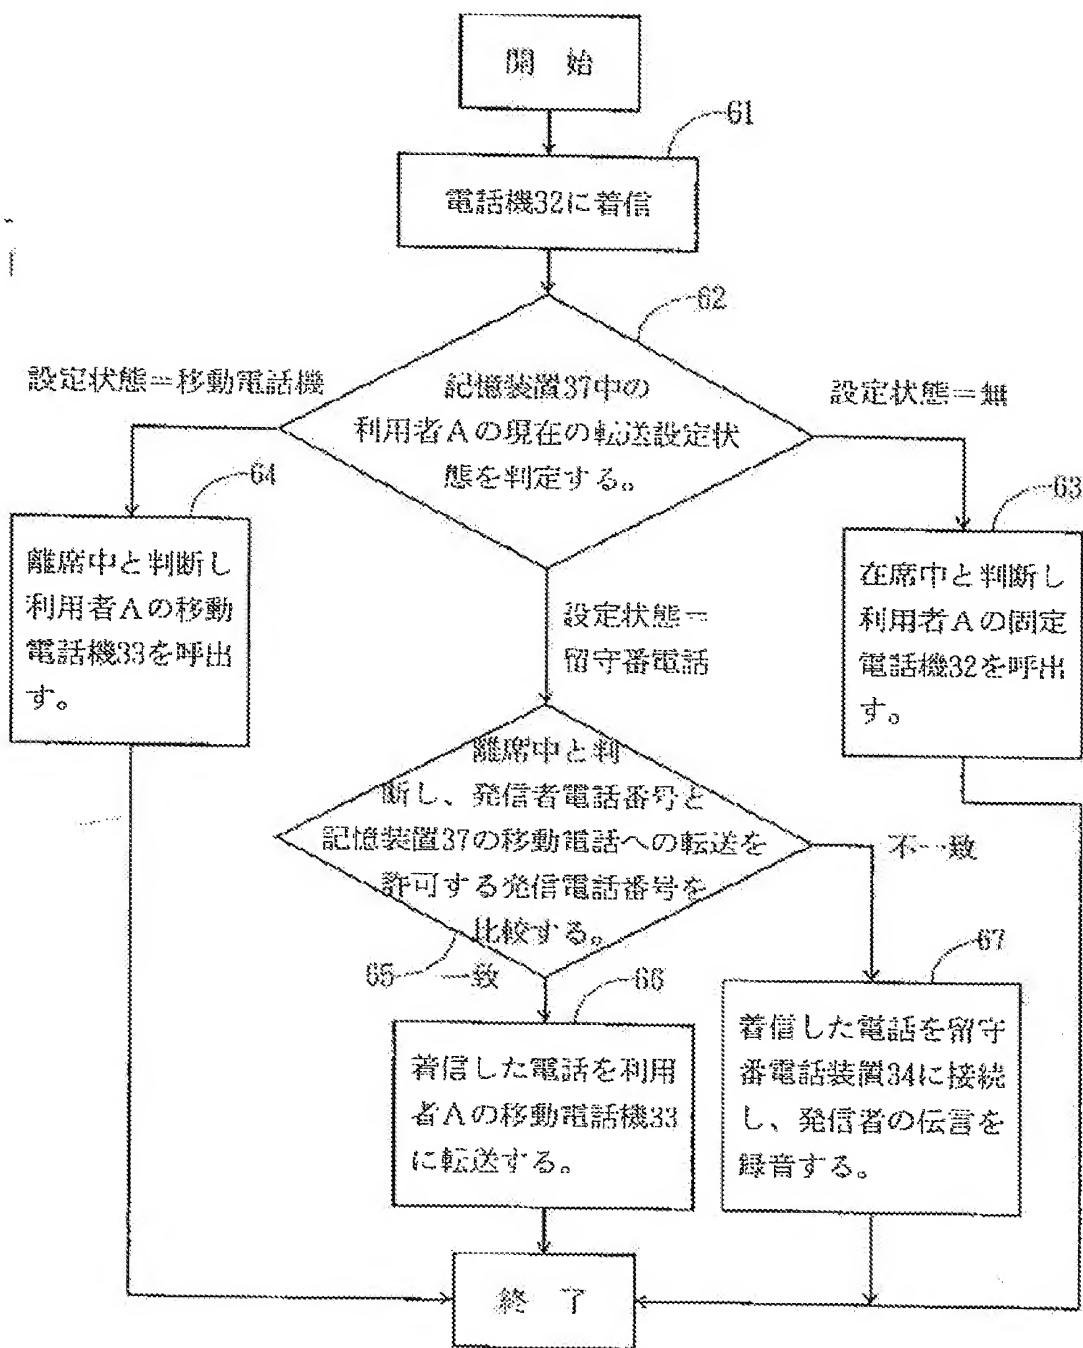 開 始
61
電話機32に着信
62
設定状態=移動電話機
記憶装置37中の
利用者Aの現在の転送設定状
態を判定する。
設定状態=無
64
離席中と判断し
利用者Aの移動
電話機33を呼出
す。
63
在席中と判断し
利用者Aの固定
電話機32を呼出
す。
設定状態=
留守番電話
離席中と判
断し、発信者電話番号と
記憶装置37の移動電話への転送を
許可する発信電話番号を
比較する。
不一致
65
一致
66
着信した電話を利用
者Aの移動電話機33
に転送する。
67
着信した電話を留守
番電話装置34に接続
し、発信者の伝言を
録音する。
終 了